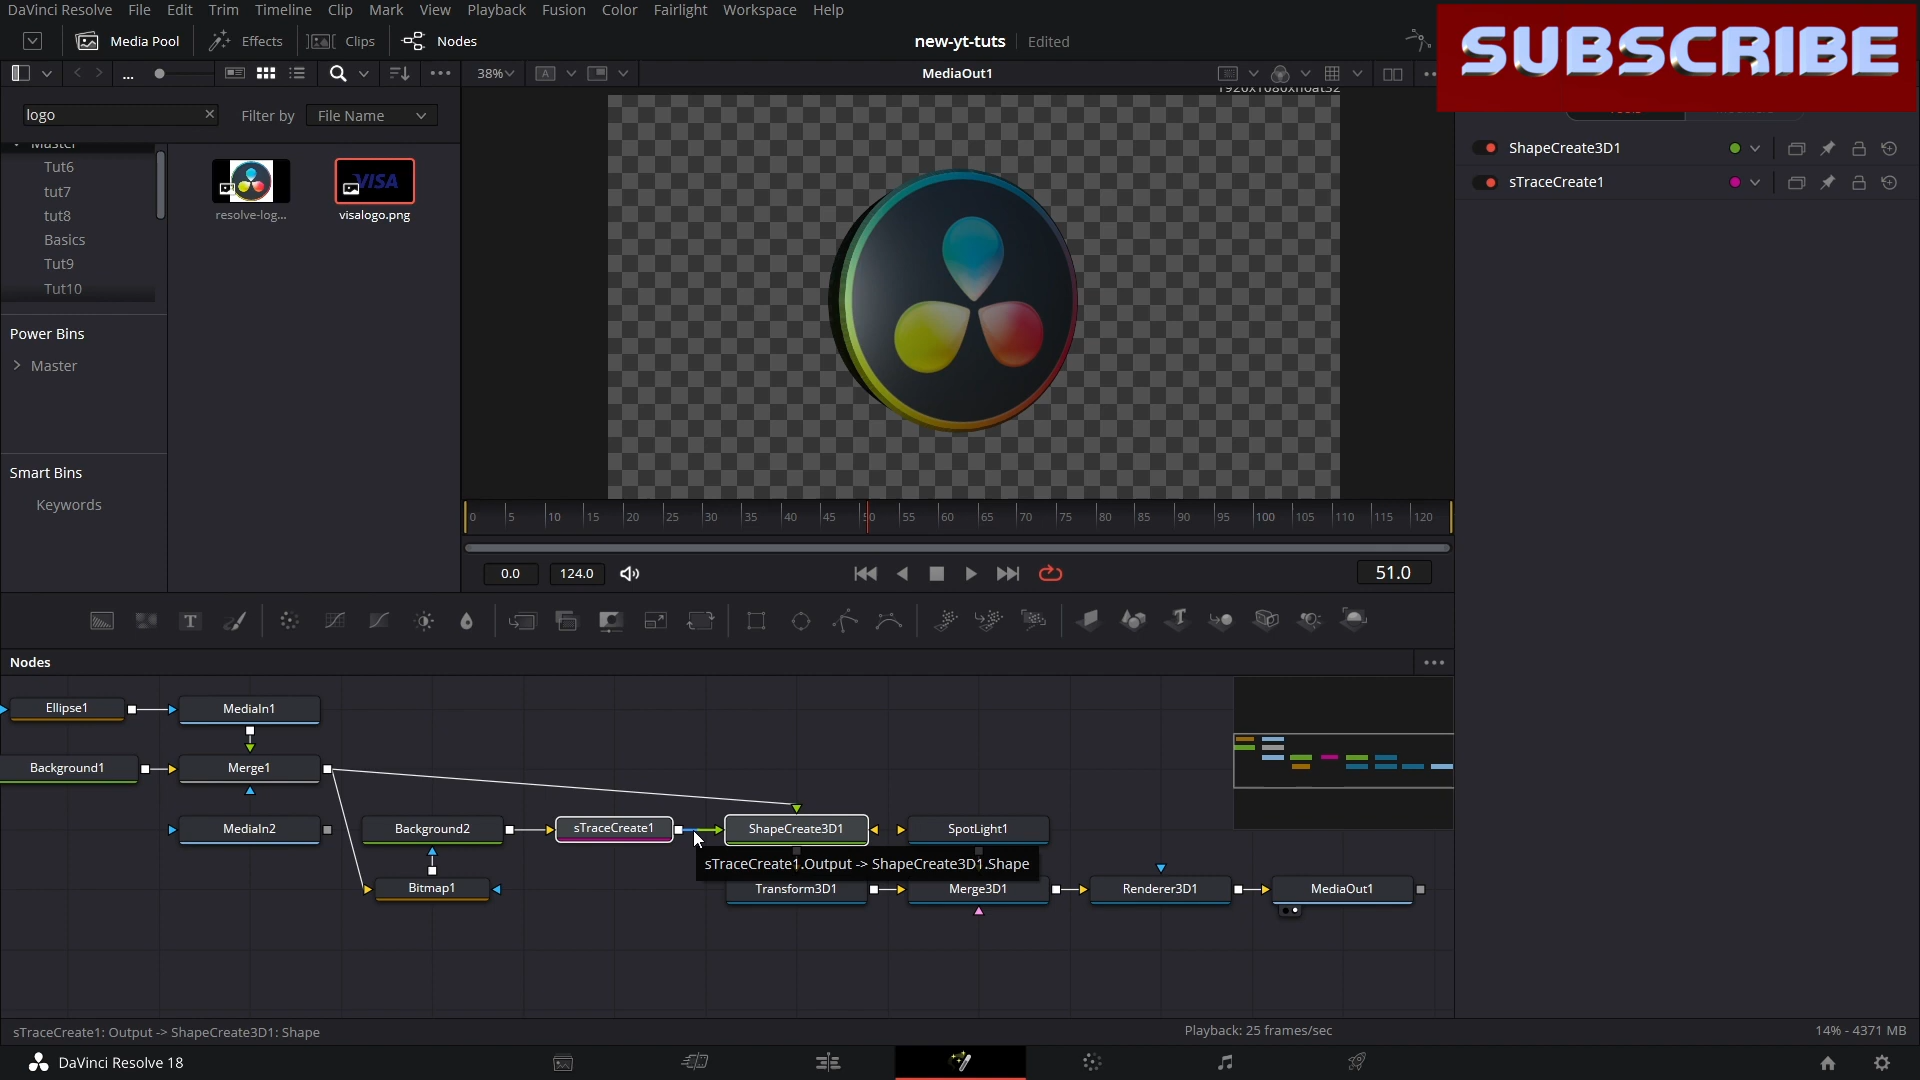 DaVinci Resolve File Edit Trim Timeline Clip Mark View Playback Fusion Color Fairlight Workspace Help
SUBSCRIBE
Media Pool Effects Clips Nodes new-yt-tuts Edited
... 38% A MediaOut1
1920x1080xfloat32
logo Filter by File Name
Master
Tut6
tut7
tut8
Basics
Tut9
Tut10
VISA
resolve-log... visalogo.png
Power Bins
Master
Smart Bins
Keywords
ShapeCreate3D1
sTraceCreate1
0 5 10 15 20 25 30 35 40 45 50 55 60 65 70 75 80 85 90 95 100 105 110 115 120
0.0 124.0 51.0
Nodes
Ellipse1 MediaIn1
Background1 Merge1
MediaIn2 Background2 sTraceCreate1 ShapeCreate3D1 SpotLight1
sTraceCreate1.Output -> ShapeCreate3D1.Shape
Bitmap1 Transform3D1 Merge3D1 Renderer3D1 MediaOut1
sTraceCreate1: Output -> ShapeCreate3D1: Shape Playback: 25 frames/sec 14% - 4371 MB
DaVinci Resolve 18